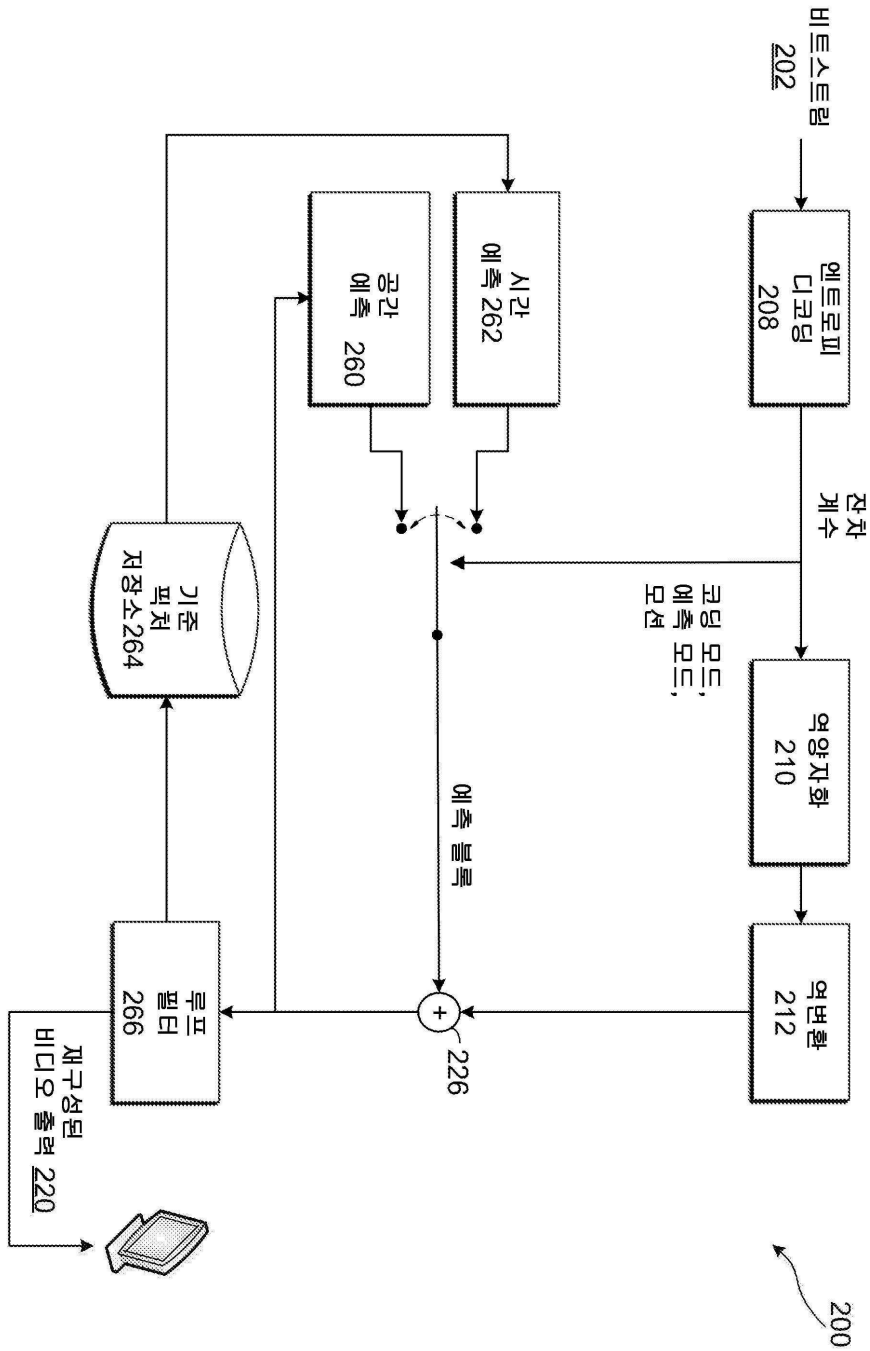 200
비트스트림
202
엔트로피
디코딩
208
잔차
계수
역양자화
210
역변환
212
코딩 모드,
예측 모드,
모션
시간
예측 262
공간
예측 260
예측 블록
+
226
기준
픽처
저장소264
루프
필터
266
재구성된
비디오 출력 220